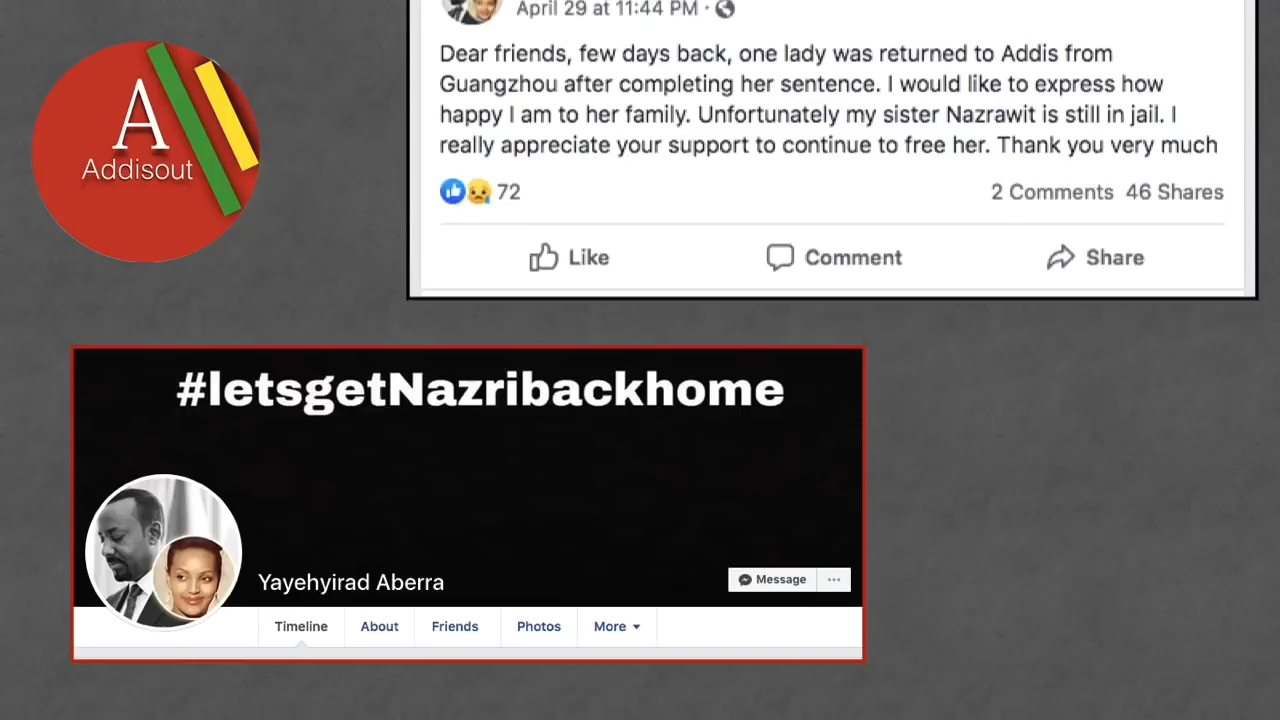 April 29 at 11:44 PM ·
Dear friends, few days back, one lady was returned to Addis from
Guangzhou after completing her sentence. I would like to express how
happy I am to her family. Unfortunately my sister Nazrawit is still in jail. I
really appreciate your support to continue to free her. Thank you very much
72
2 Comments 46 Shares
Like Comment Share
A
Addisout
#letsgetNazribackhome
Yayehyirad Aberra
Message ...
Timeline About Friends Photos More